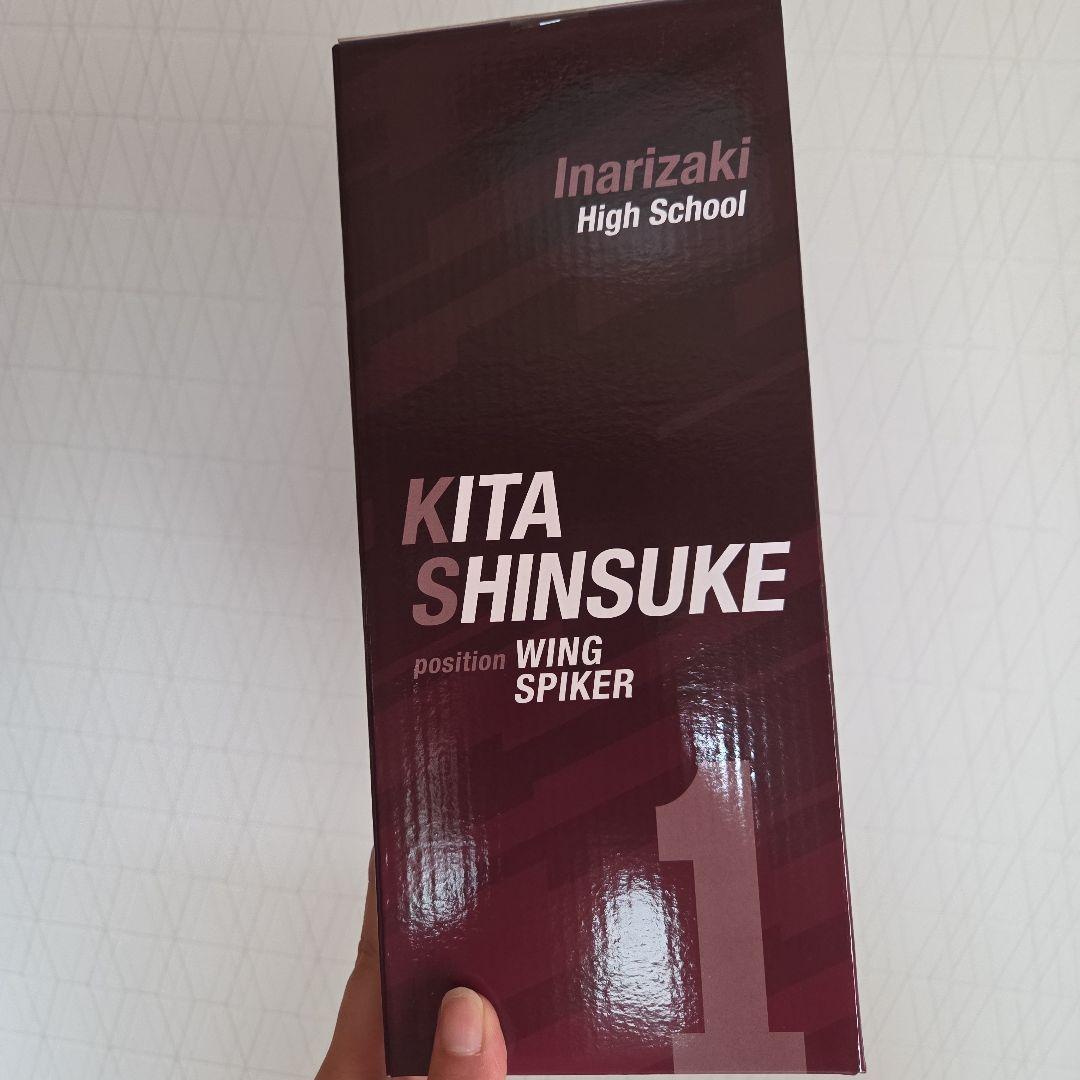 Inarizaki
High School
KITA
SHINSUKE
position WING
SPIKER
1